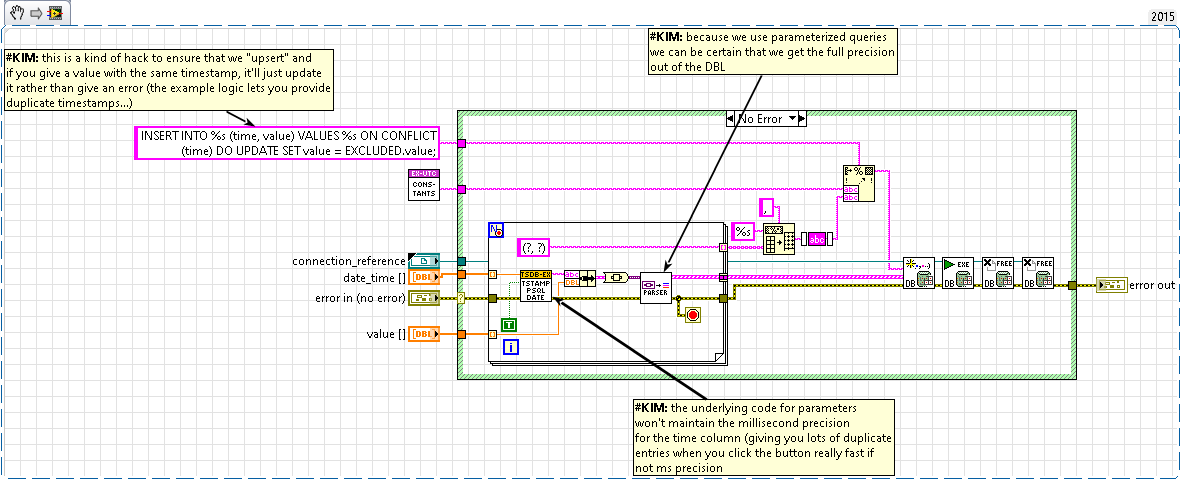 2015
#KIM: this is a kind of hack to ensure that we "upsert" and
if you give a value with the same timestamp, it'll just update
it rather than give an error (the example logic lets you provide
duplicate timestamps...)
#KIM: because we use parameterized queries
we can be certain that we get the full precision
out of the DBL
INSERT INTO %s (time, value) VALUES %s ON CONFLICT
(time) DO UPDATE SET value = EXCLUDED.value;
No Error
EX-UTC
CONS-
TANTS
%
abc
abc
,
%s
abc
N
(?, ?)
connection_reference
date_time []
DBL
error in (no error)
value []
DBL
TSDB-EX
TSTAMP
PSQL
DATE
abc
DBL
PARSER
T
i
?
DB
EXE
DB
FREE
DB
FREE
DB
error out
#KIM: the underlying code for parameters
won't maintain the millisecond precision
for the time column (giving you lots of duplicate
entries when you click the button really fast if
not ms precision